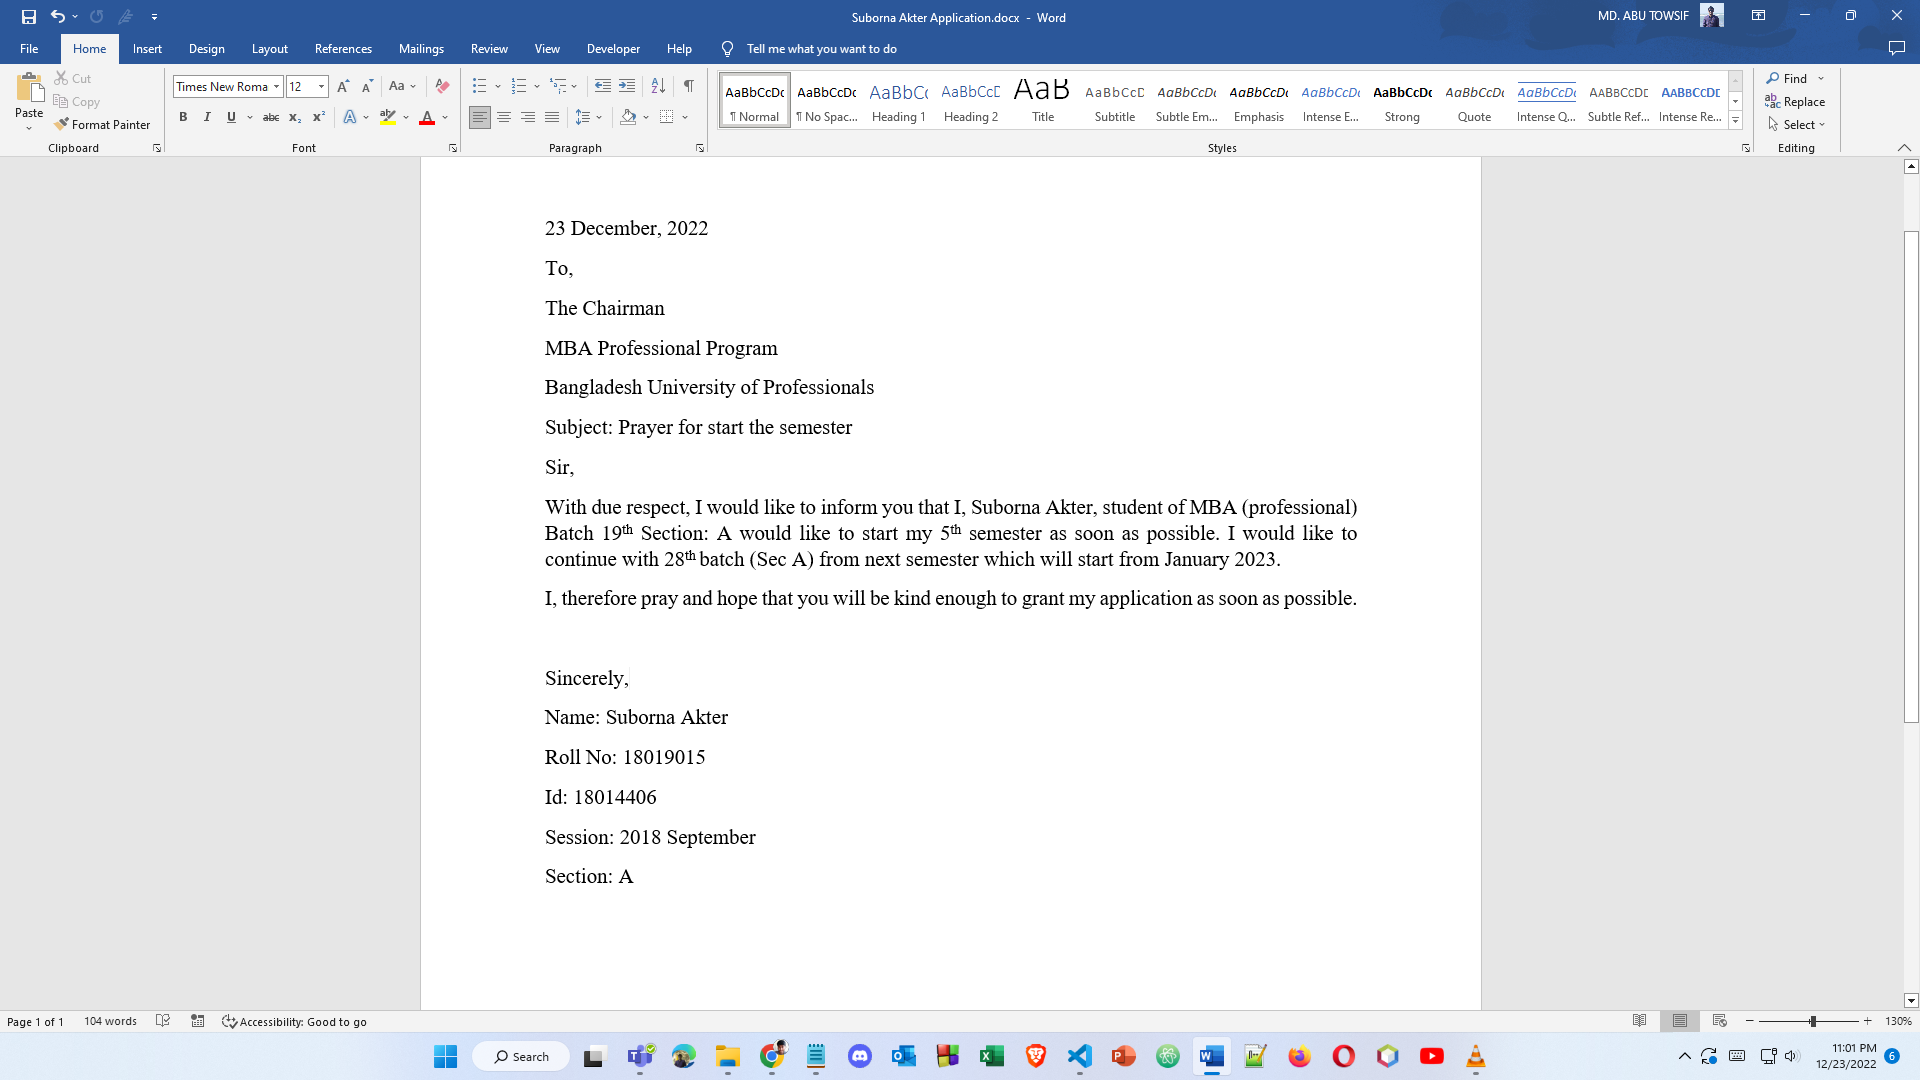 Suborna Akter Application.docx - Word
MD. ABU TOWSIF
File Home Insert Design Layout References Mailings Review View Developer Help Tell me what you want to do
Paste
Cut
Copy
Format Painter
Clipboard
Times New Roma 12
Font
Paragraph
AaBbCcDc AaBbCcDc AaBbC AaBbCcD AaB AaBbCcD AaBbCcDc AaBbCcDc AaBbCcDc AaBbCcDc AaBbCcDc AaBbCcDc AABBCCDE AABBCCDE
¶ Normal ¶ No Spac... Heading 1 Heading 2 Title Subtitle Subtle Em... Emphasis Intense E... Strong Quote Intense Q... Subtle Ref... Intense Re...
Styles
Find
Replace
Select
Editing
23 December, 2022
To,
The Chairman
MBA Professional Program
Bangladesh University of Professionals
Subject: Prayer for start the semester
Sir,
With due respect, I would like to inform you that I, Suborna Akter, student of MBA (professional)
Batch 19th Section: A would like to start my 5th semester as soon as possible. I would like to
continue with 28th batch (Sec A) from next semester which will start from January 2023.
I, therefore pray and hope that you will be kind enough to grant my application as soon as possible.
Sincerely,
Name: Suborna Akter
Roll No: 18019015
Id: 18014406
Session: 2018 September
Section: A
Page 1 of 1 104 words Accessibility: Good to go 130%
Search
11:01 PM
12/23/2022
6